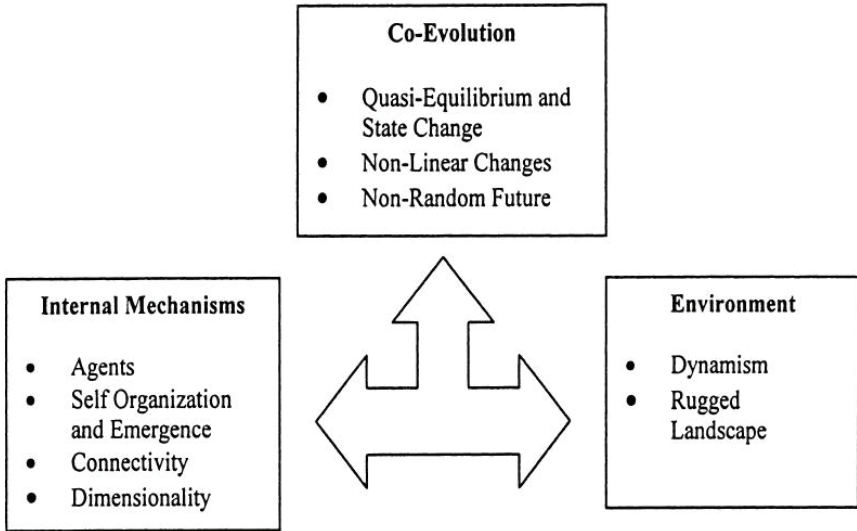 Co-Evolution
• Quasi-Equilibrium and
State Change
• Non-Linear Changes
• Non-Random Future
Internal Mechanisms
• Agents
• Self Organization
and Emergence
• Connectivity
• Dimensionality
Environment
• Dynamism
• Rugged
Landscape